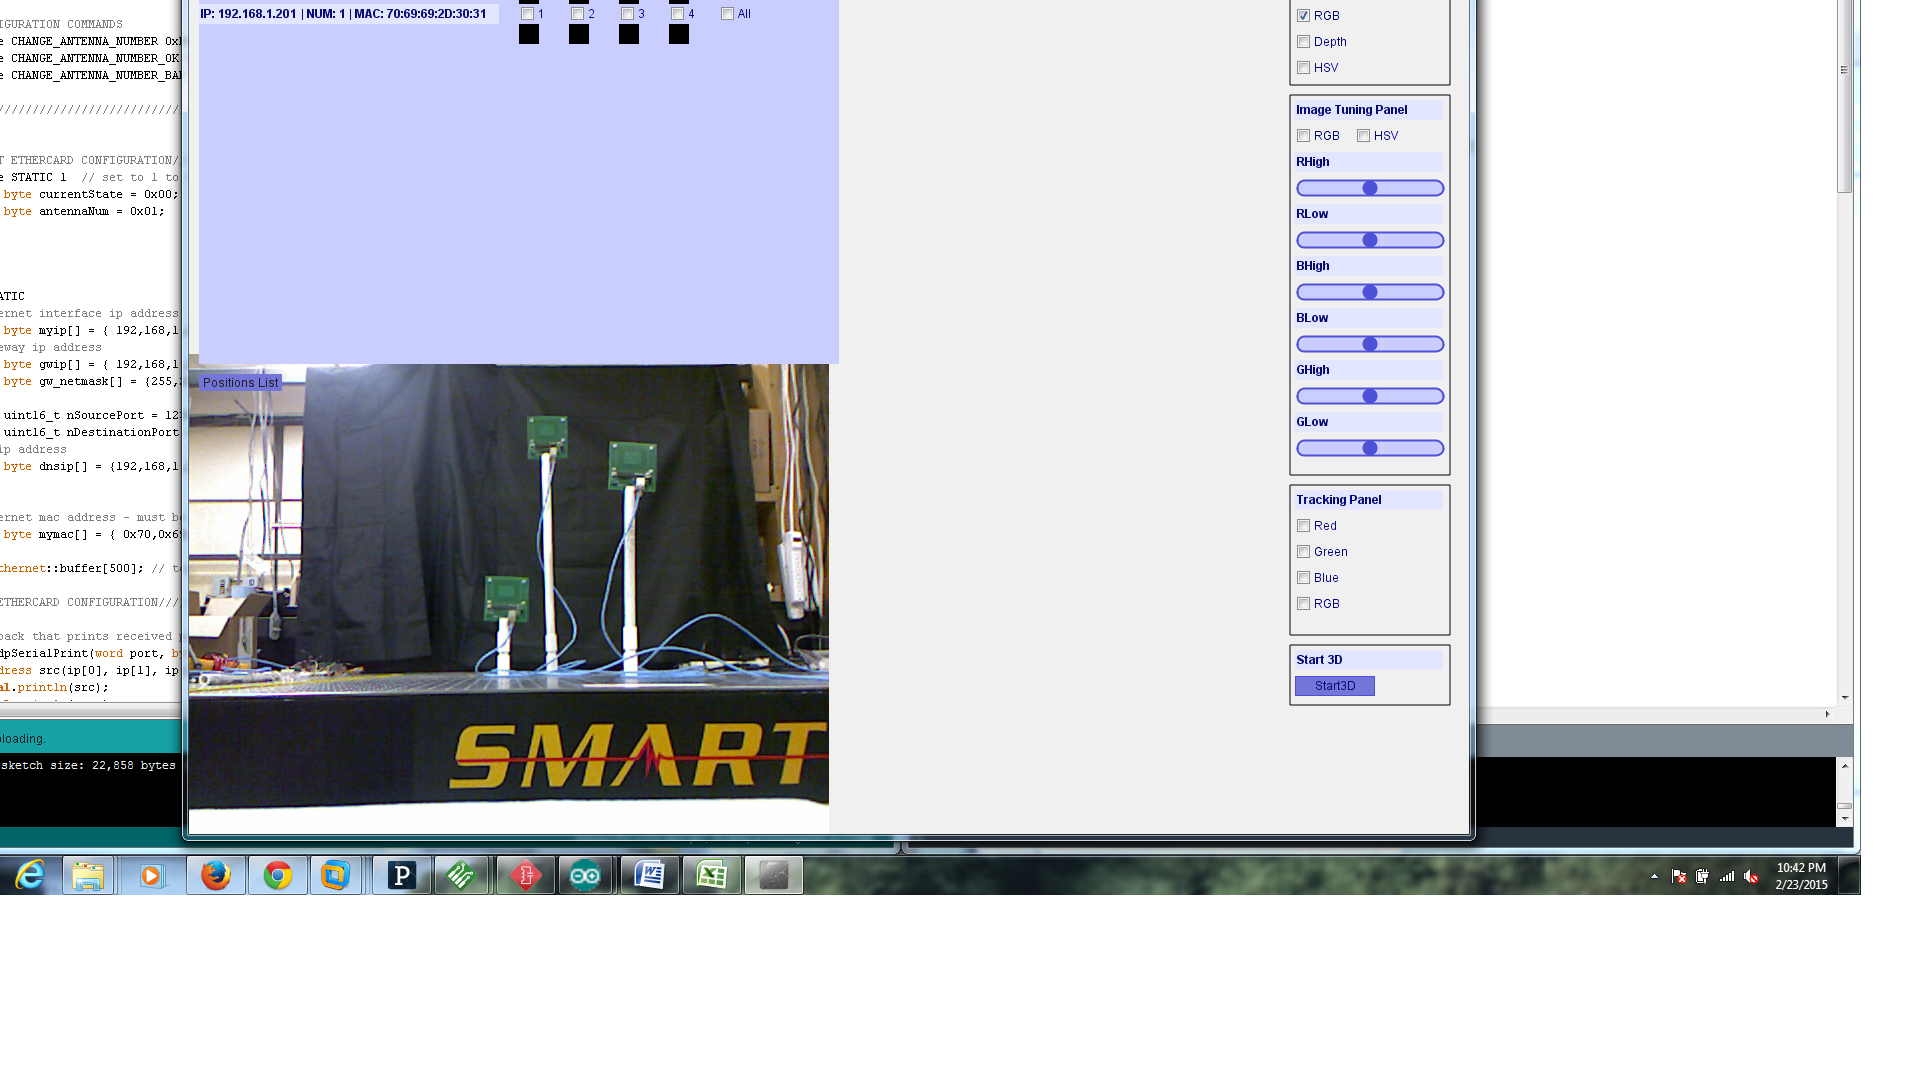 IGURATION COMMANDS
e CHANGE_ANTENNA_NUMBER 0x
e CHANGE_ANTENNA_NUMBER_OK
e CHANGE_ANTENNA_NUMBER_BA
///////////////////////////
T ETHERCARD CONFIGURATION/
e STATIC 1  // set to 1 to
byte currentState = 0x00;
byte antennaNum = 0x01;
ATIC
ernet interface ip address
byte myip[] = { 192,168,1
eway ip address
byte gwip[] = { 192,168,1
byte gw_netmask[] = {255,
uint16_t nSourcePort = 12
uint16_t nDestinationPort
ip address
byte dnsip[] = {192,168,1
ernet mac address - must b
byte mymac[] = { 0x70,0x6
thernet::buffer[500]; // t
ETHERCARD CONFIGURATION///
back that prints received
dpSerialPrint(word port, b
dress src(ip[0], ip[1], ip
al.println(src);
loading.
sketch size: 22,858 bytes
IP: 192.168.1.201 | NUM: 1 | MAC: 70:69:69:2D:30:31
1 2 3 4 All
Positions List
SMART
RGB
Depth
HSV
Image Tuning Panel
RGB HSV
RHigh
RLow
BHigh
BLow
GHigh
GLow
Tracking Panel
Red
Green
Blue
RGB
Start 3D
Start3D
P
10:42 PM
2/23/2015